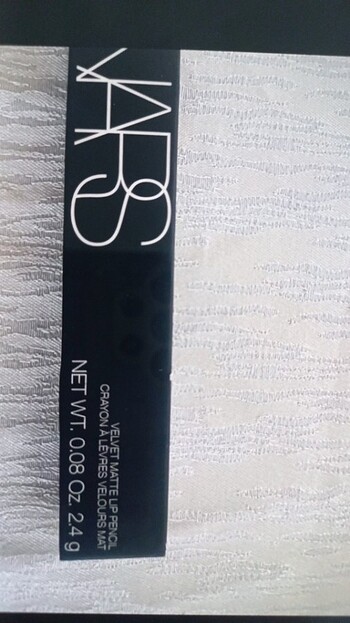 NARS
VELVET MATTE LIP PENCIL
CRAYON À LÈVRES VELOURS MAT
NET WT. 0.08 Oz. 2.4 g